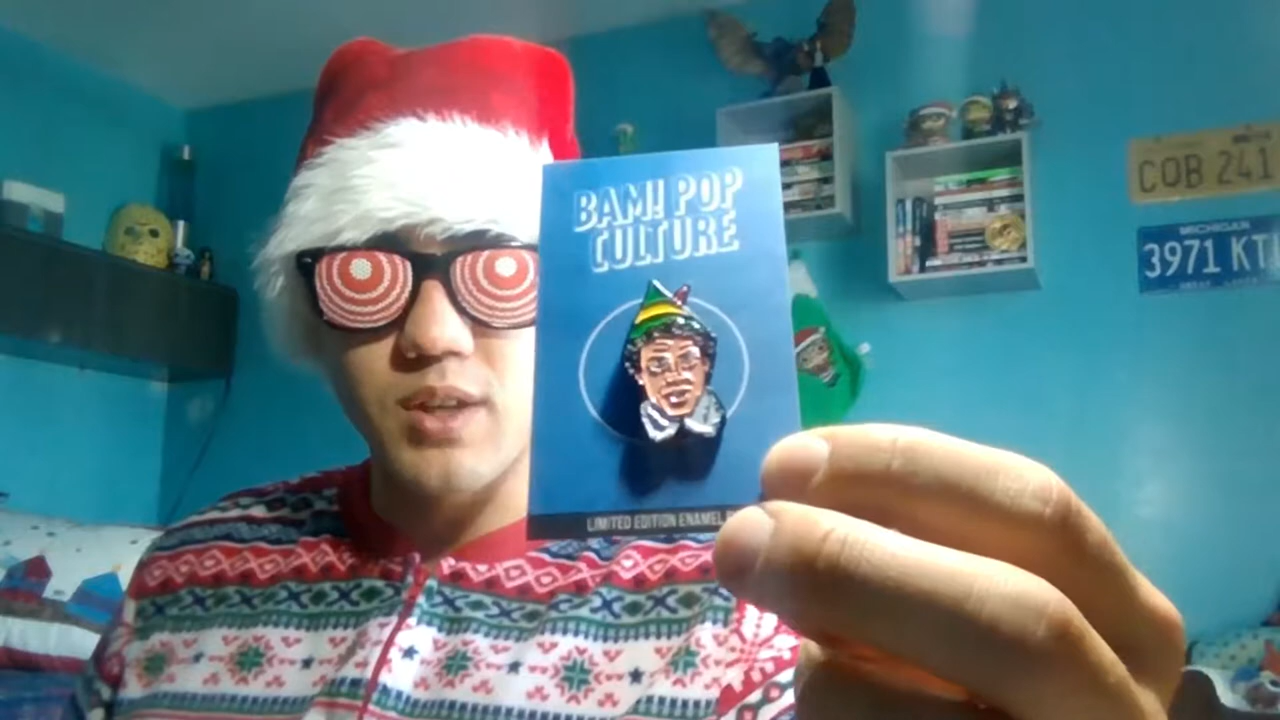 BAM! POP
CULTURE
LIMITED EDITION ENAMEL
COB 241
MICHIGAN
3971 KT